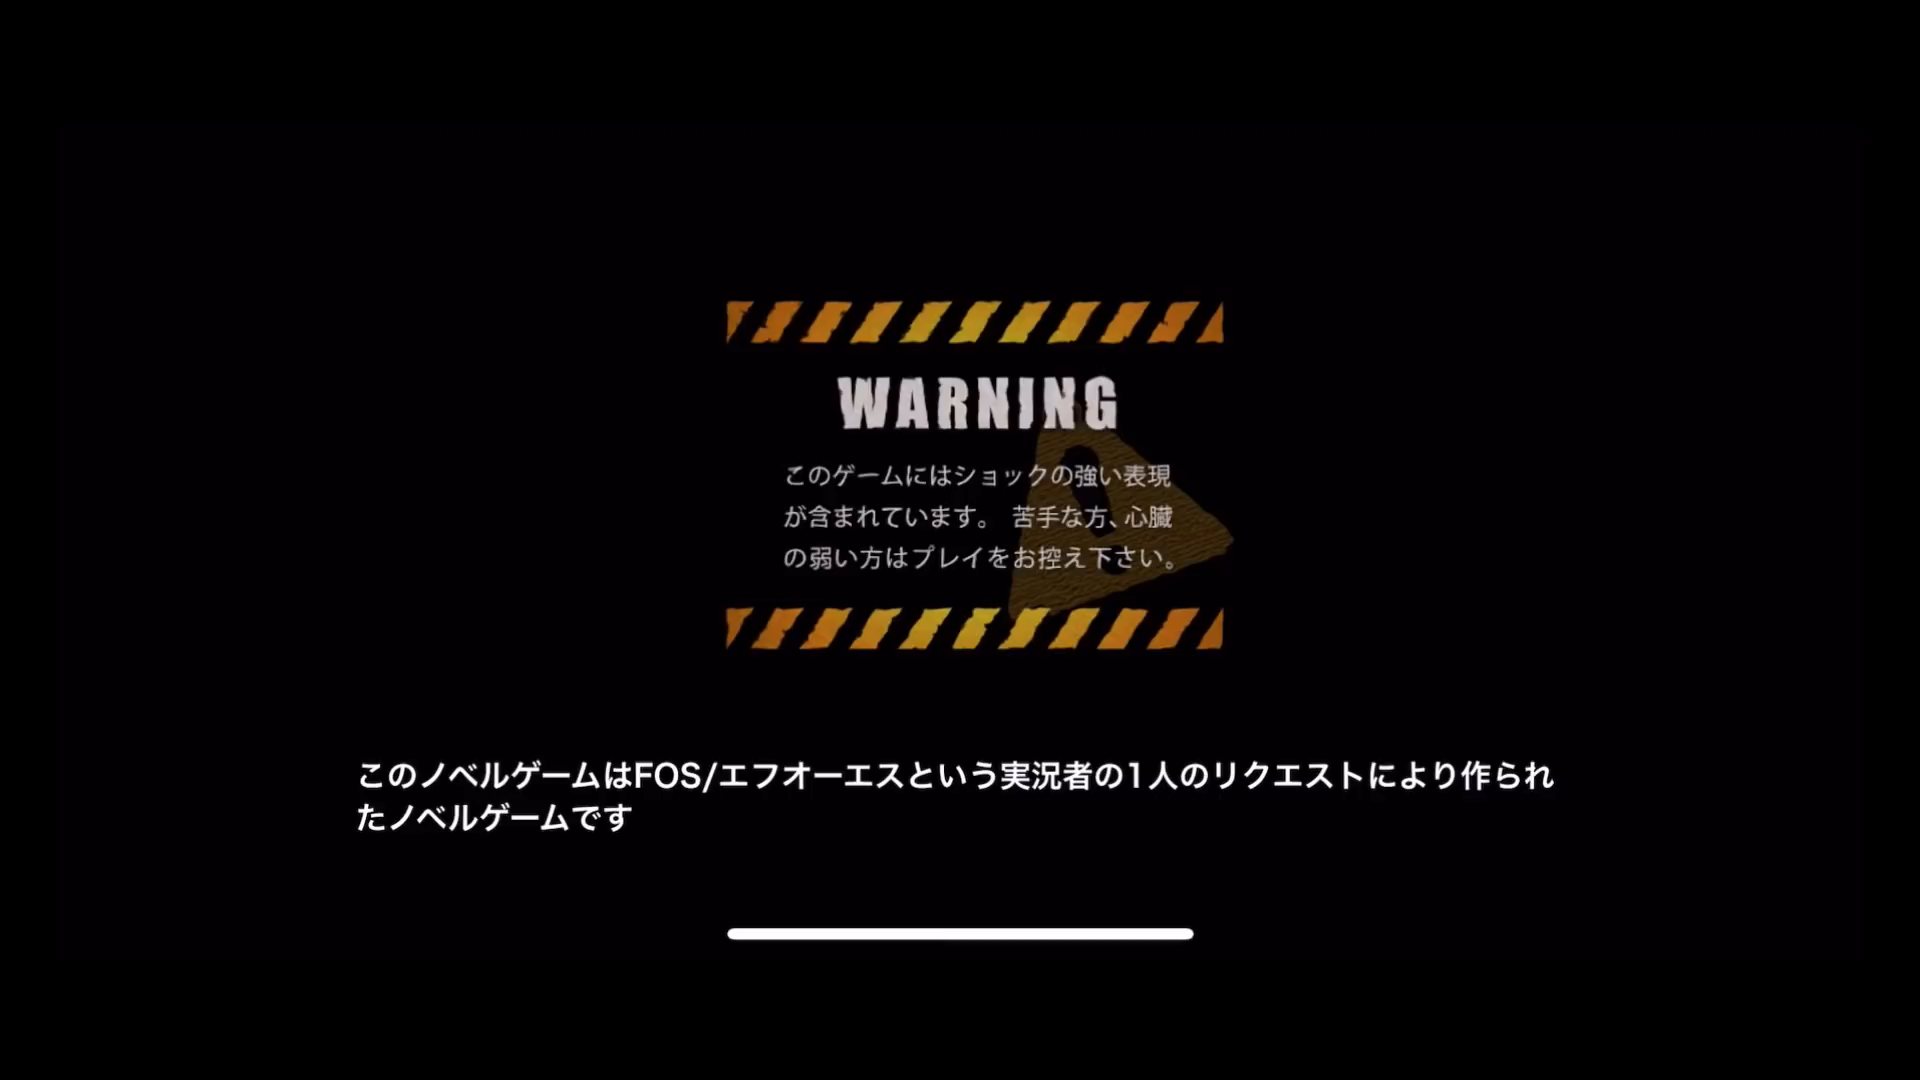 WARNING
このゲームにはショックの強い表現
が含まれています。 苦手な方、心臓
の弱い方はプレイをお控え下さい。
このノベルゲームはFOS/エフオーエスという実況者の1人のリクエストにより作られ
たノベルゲームです